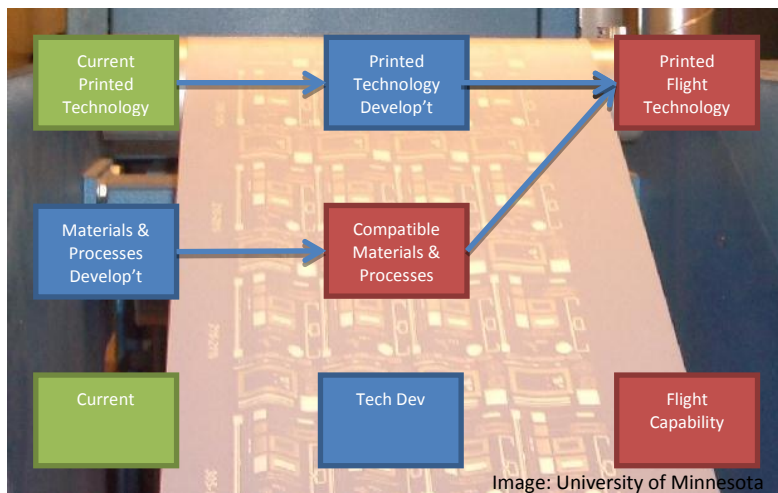 Current
Printed
Technology
Printed
Technology
Develop't
Printed
Flight
Technology
Materials &
Processes
Develop't
Compatible
Materials &
Processes
Current
Tech Dev
Flight
Capability
Image: University of Minnesota